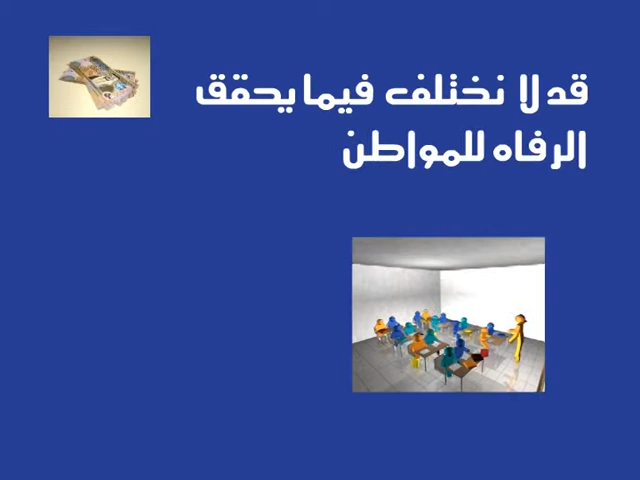 قد لا نختلف فيما يحقق
الرفاه للمواطن